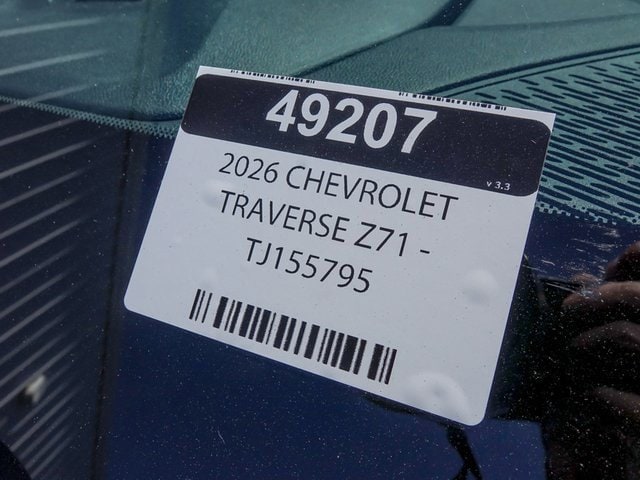 49207
v 3.3
2026 CHEVROLET
TRAVERSE Z71 -
TJ155795